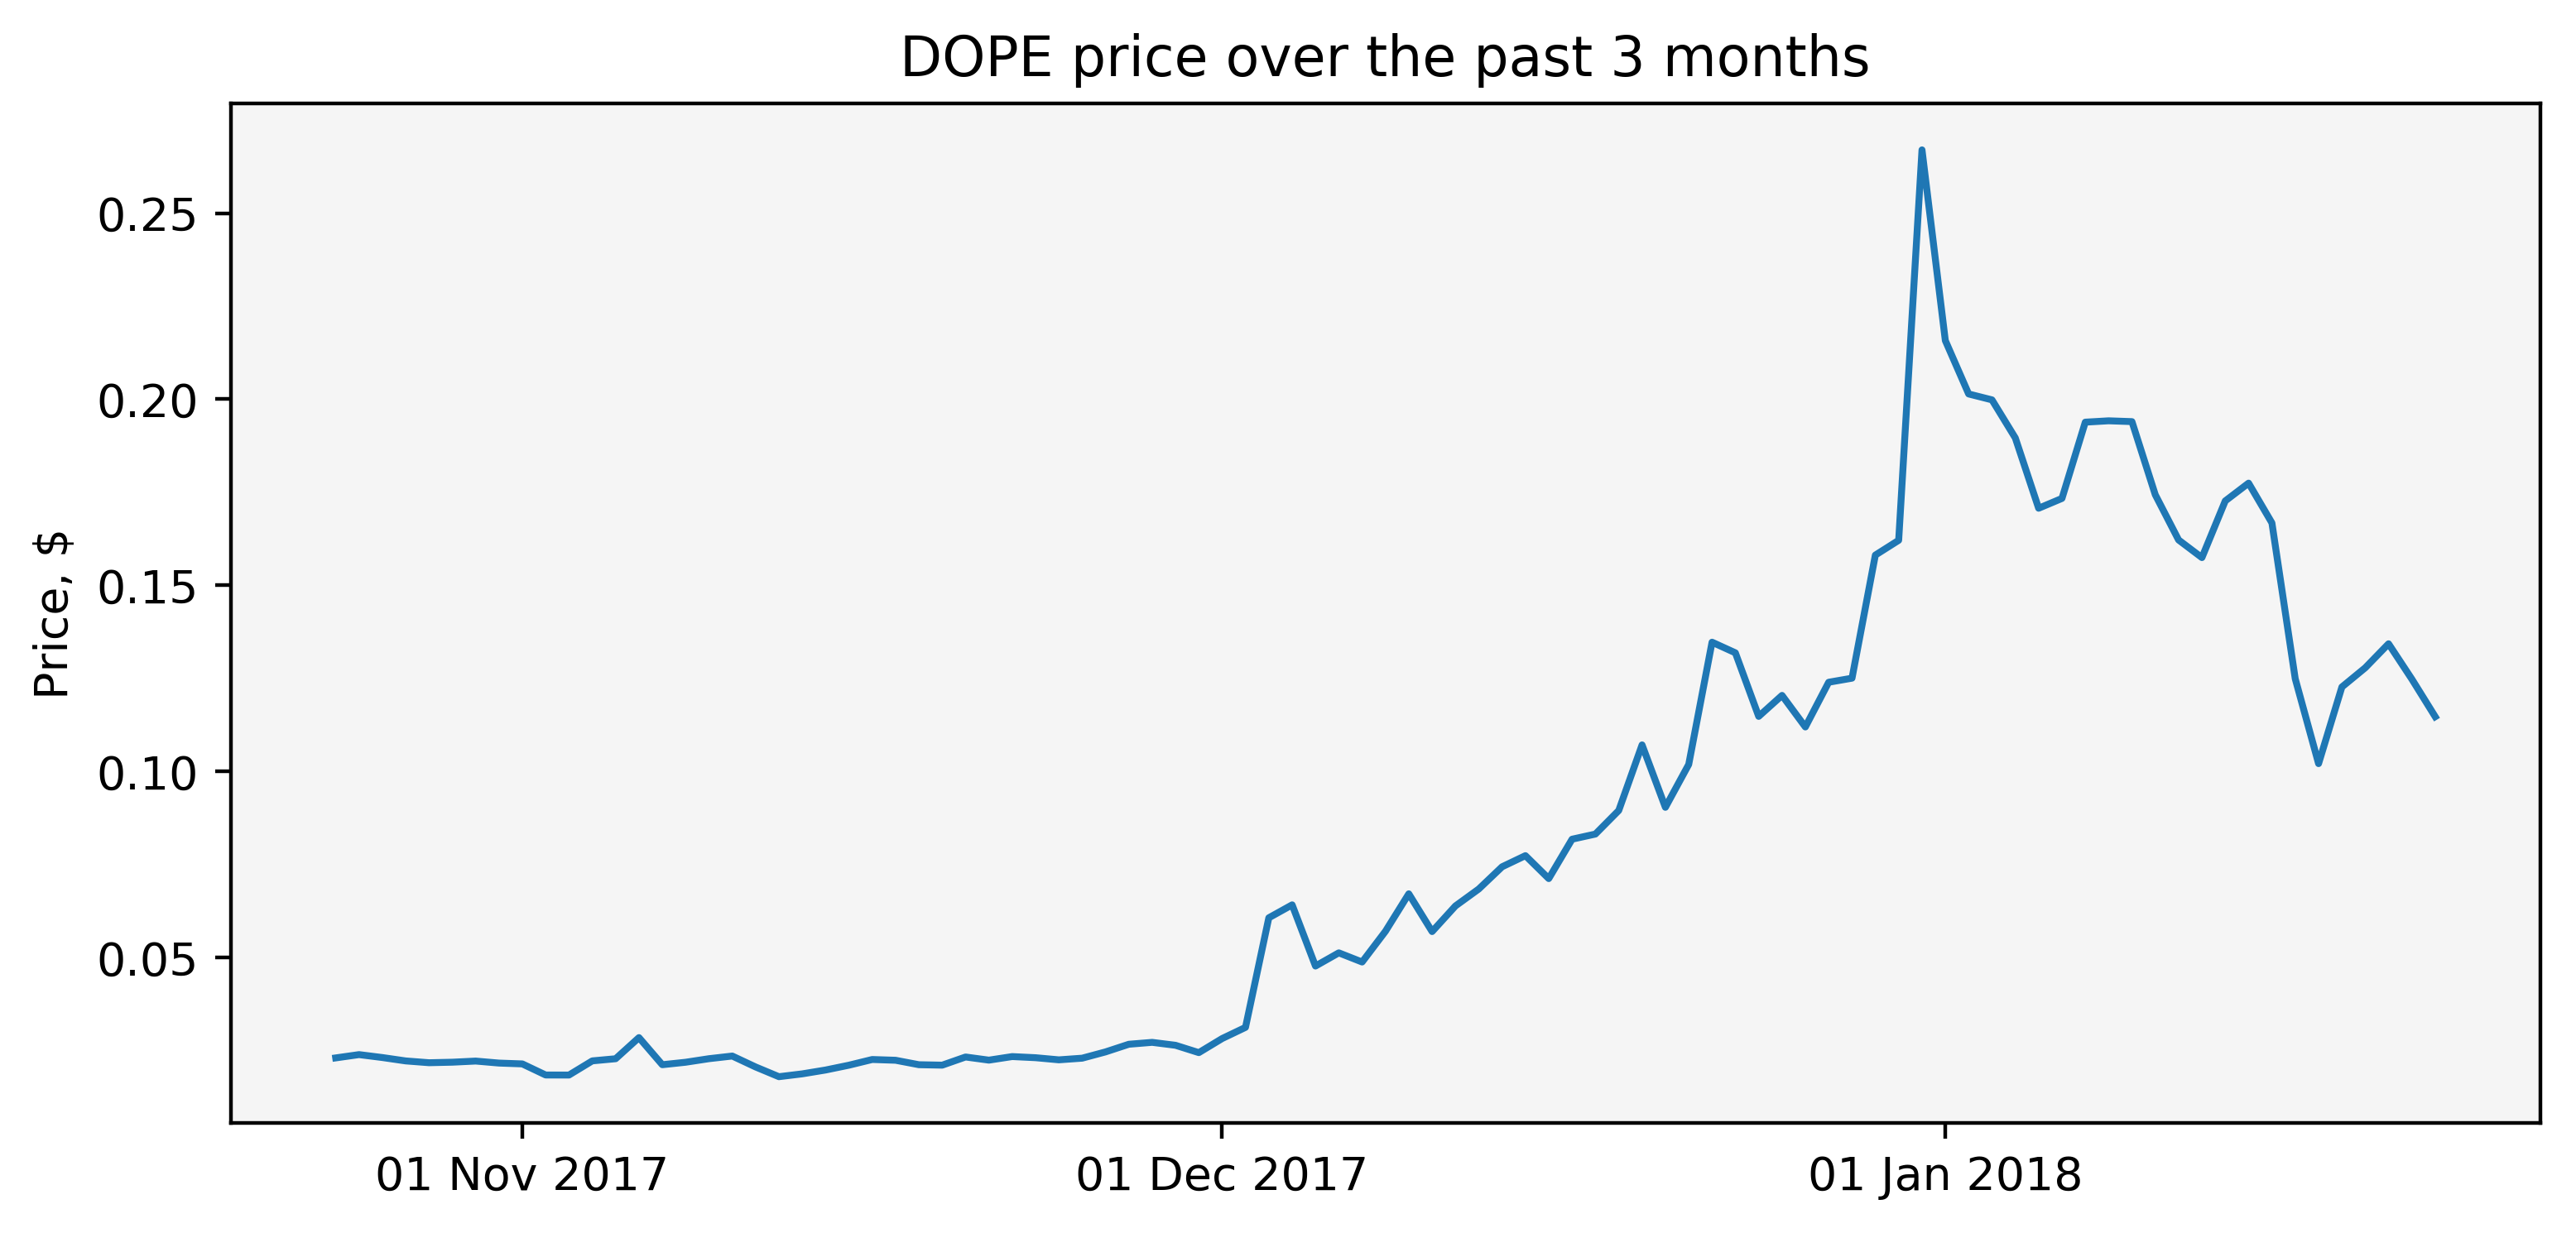 DOPE price over the past 3 months
Price, $
0.25
0.20
0.15
0.10
0.05
01 Nov 2017
01 Dec 2017
01 Jan 2018